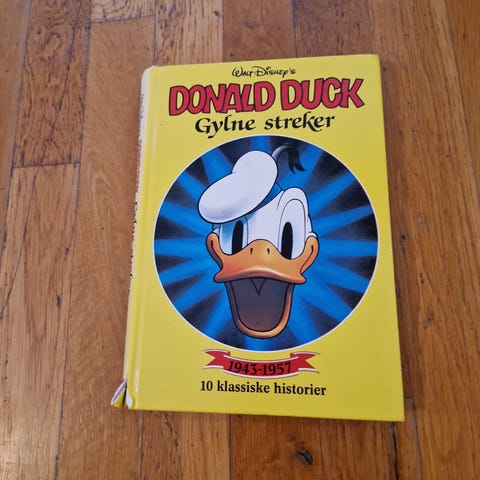 Walt Disney's
DONALD DUCK
Gylne streker
1943-1957
10 klassiske historier